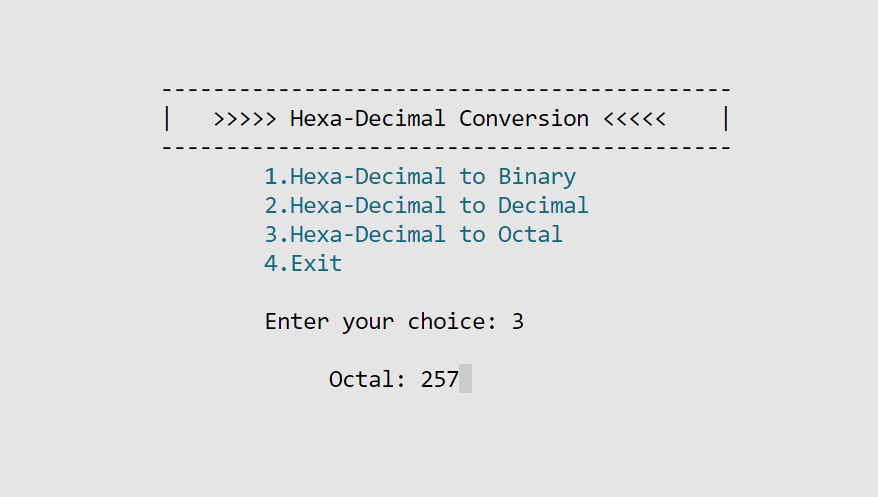 --------------------------------------------
|   >>>>> Hexa-Decimal Conversion <<<<<    |
--------------------------------------------
1.Hexa-Decimal to Binary
2.Hexa-Decimal to Decimal
3.Hexa-Decimal to Octal
4.Exit
Enter your choice: 3
Octal: 257